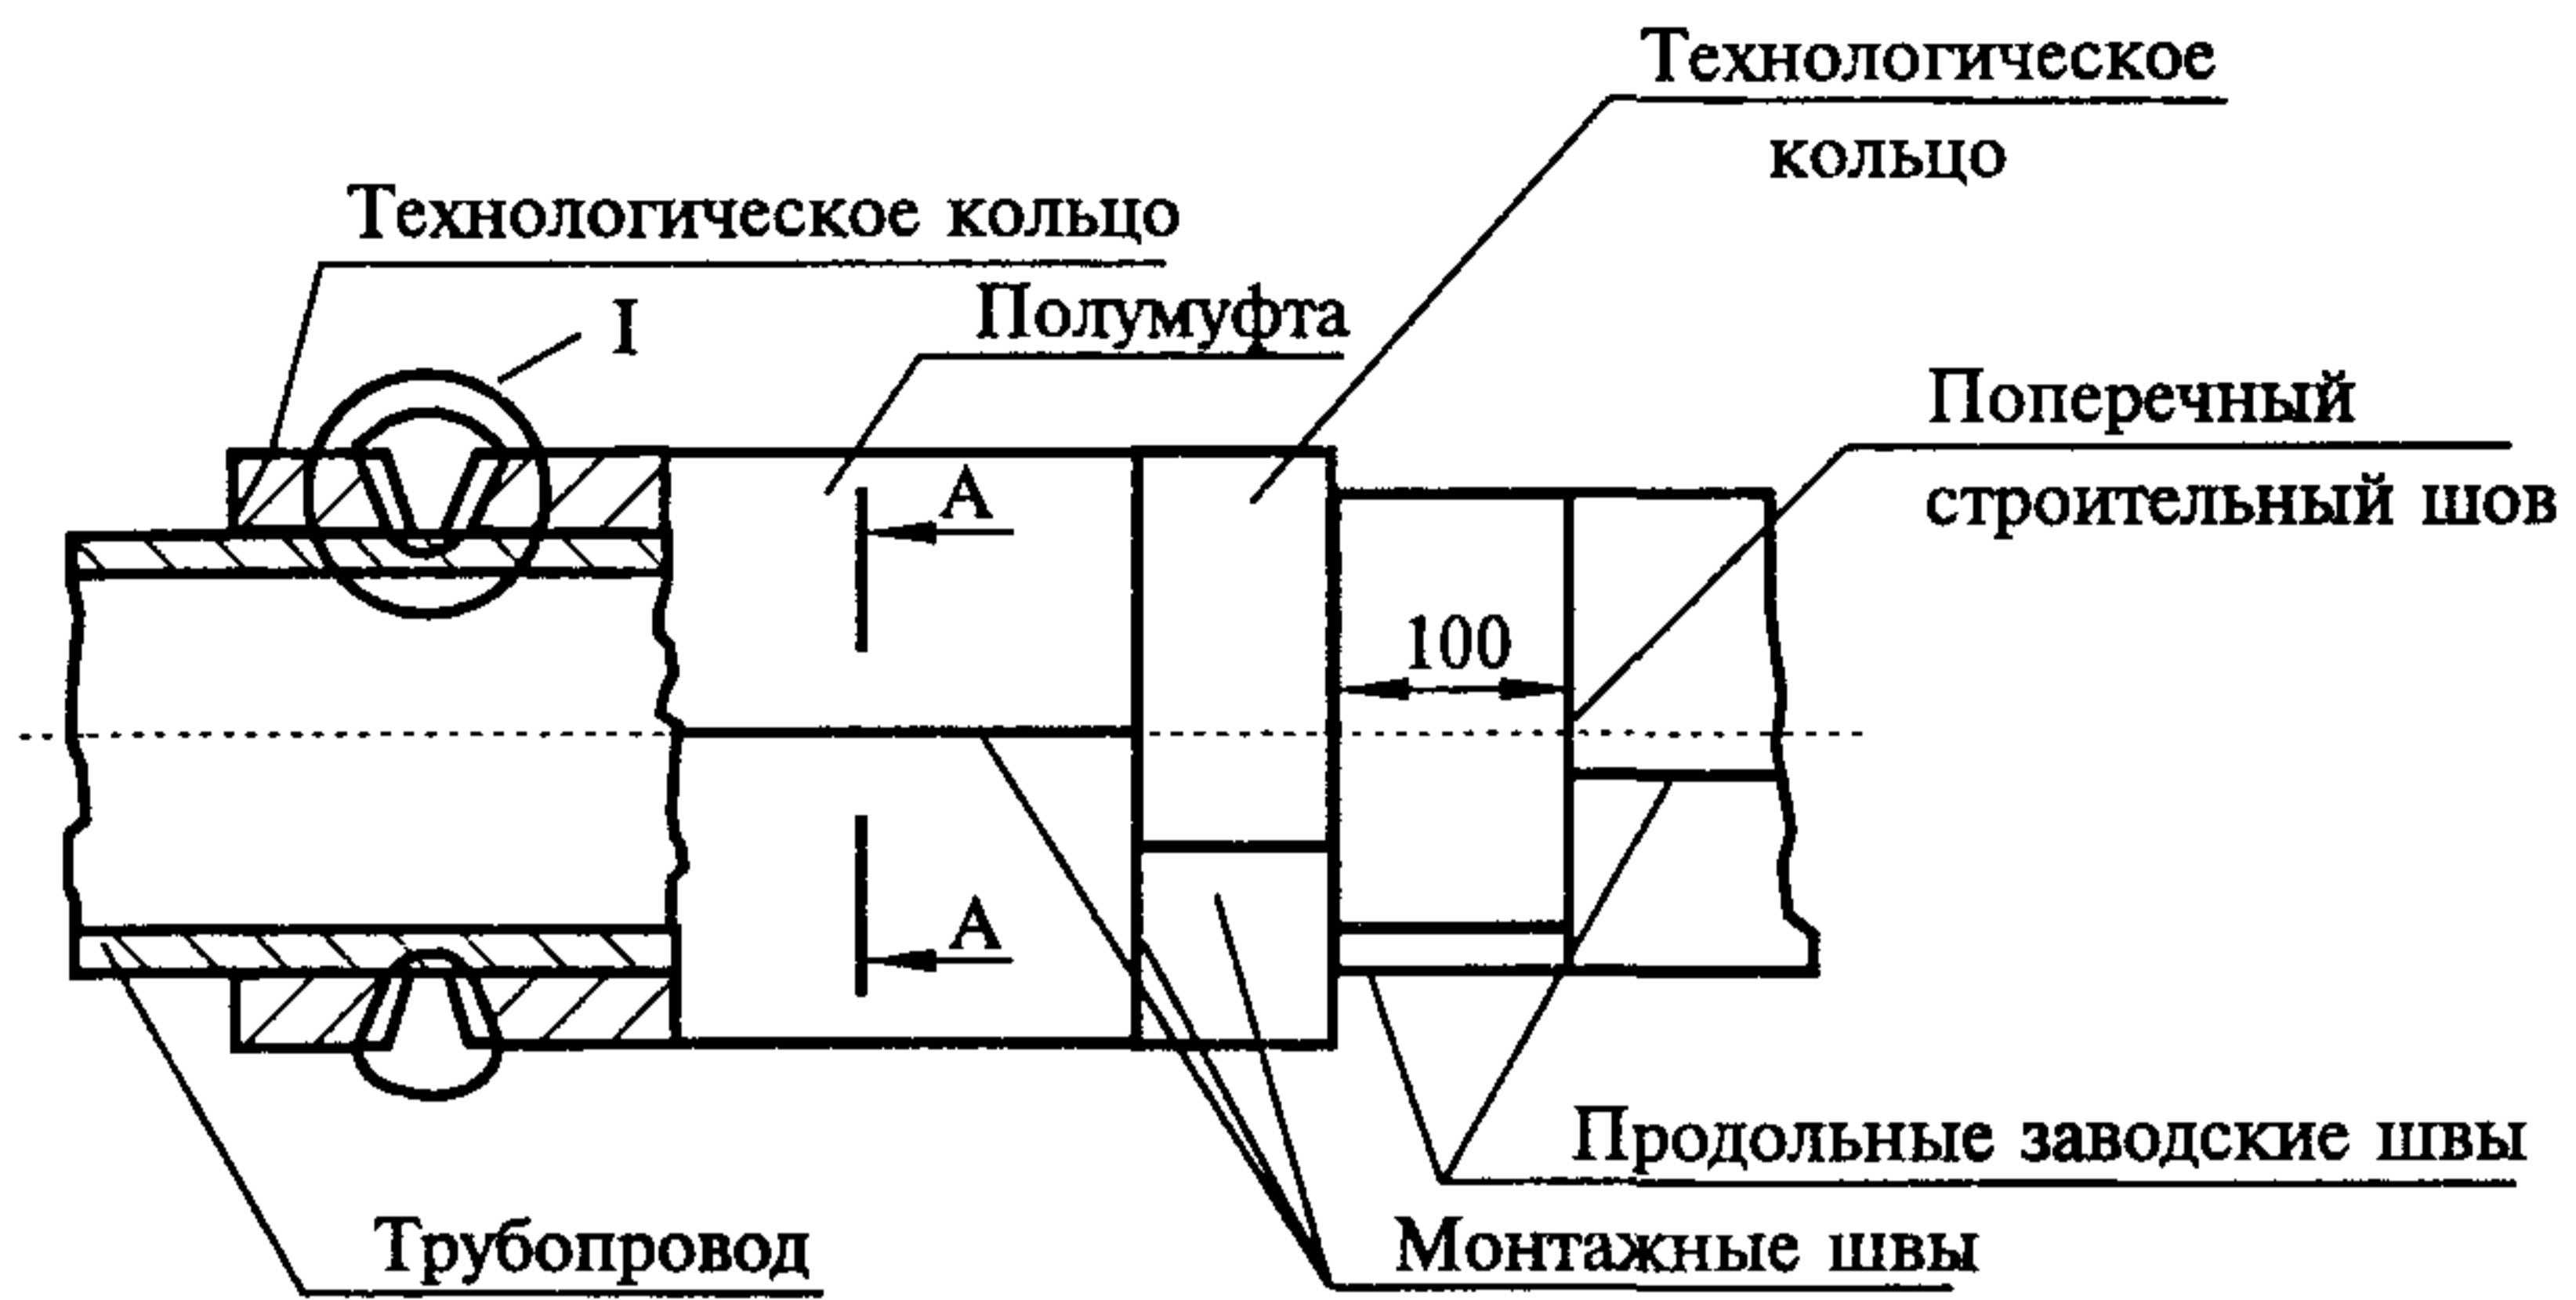 Технологическое
кольцо
Технологическое кольцо
I
Полумуфта
Поперечный
строительный шов
А
100
А
Продольные заводские швы
Монтажные швы
Трубопровод